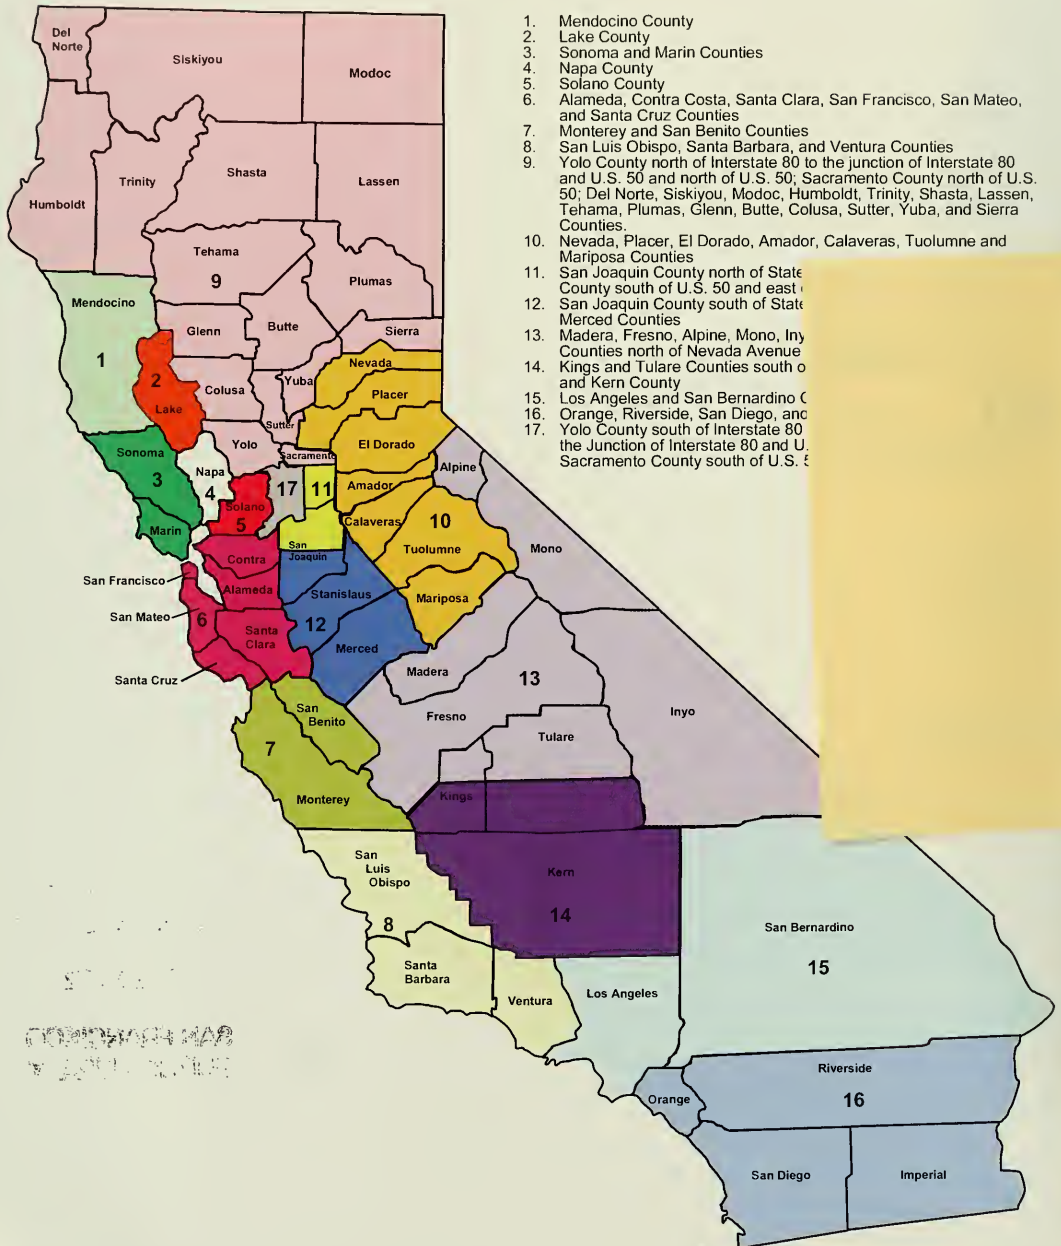 1. Mendocino County
2. Lake County
3. Sonoma and Marin Counties
4. Napa County
5. Solano County
6. Alameda, Contra Costa, Santa Clara, San Francisco, San Mateo,
and Santa Cruz Counties
7. Monterey and San Benito Counties
8. San Luis Obispo, Santa Barbara, and Ventura Counties
9. Yolo County north of Interstate 80 to the junction of Interstate 80
and U.S. 50 and north of U.S. 50; Sacramento County north of U.S.
50; Del Norte, Siskiyou, Modoc, Humboldt, Trinity, Shasta, Lassen,
Tehama, Plumas, Glenn, Butte, Colusa, Sutter, Yuba, and Sierra
Counties.
10. Nevada, Placer, El Dorado, Amador, Calaveras, Tuolumne and
Mariposa Counties
11. San Joaquin County north of State
County south of U.S. 50 and east
12. San Joaquin County south of State
Merced Counties
13. Madera, Fresno, Alpine, Mono,
Counties north of Nevada Avenue
14. Kings and Tulare Counties south
and Kern County
15. Los Angeles and San Bernardino
16. Orange, Riverside, San Diego, and
17. Yolo County south of Interstate 80
the Junction of Interstate 80 and
Sacramento County south of U.S.
Del
Norte
Siskiyou
Modoc
Humboldt
Trinity
Shasta
Lassen
Tehama
9
Plumas
Mendocino
1
Glenn
Butte
Sierra
2
Lake
Colusa
Yuba
Nevada
Placer
Sutter
Sonoma
3
Yolo
Sacramento
El Dorado
Napa
4
Alpine
Solano
5
17
11
Amador
Marin
Calaveras
10
San
Joaquin
Tuolumne
Mono
Contra
San Francisco
Alameda
Stanislaus
Mariposa
San Mateo
6
Santa
Clara
12
Merced
Santa Cruz
Madera
13
San
Benito
Fresno
Inyo
7
Tulare
Monterey
Kings
San
Luis
Obispo
Kern
8
14
San Bernardino
15
Santa
Barbara
Ventura
Los Angeles
Riverside
16
Orange
San Diego
Imperial